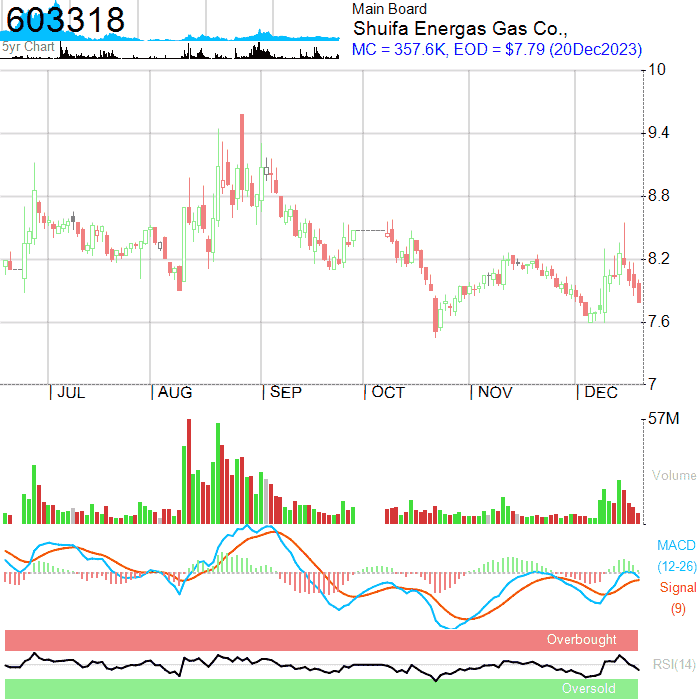 603318
5yr Chart
Main Board
Shuifa Energas Gas Co.,
MC = 357.6K, EOD = $7.79 (20Dec2023)
10
9.4
8.8
8.2
7.6
7
JUL AUG SEP OCT NOV DEC
57M
Volume
MACD
(12-26)
Signal
(9)
Overbought
RSI(14)
Oversold